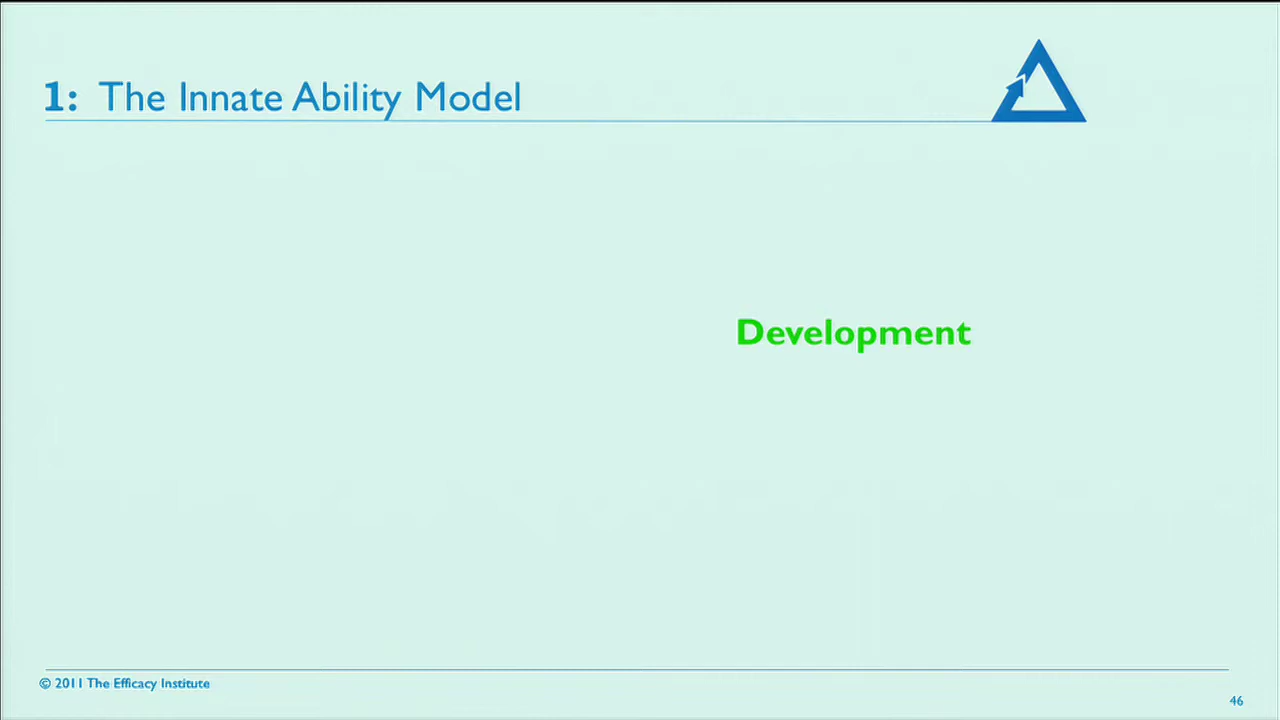 1: The Innate Ability Model
Development
© 2011 The Efficacy Institute
46